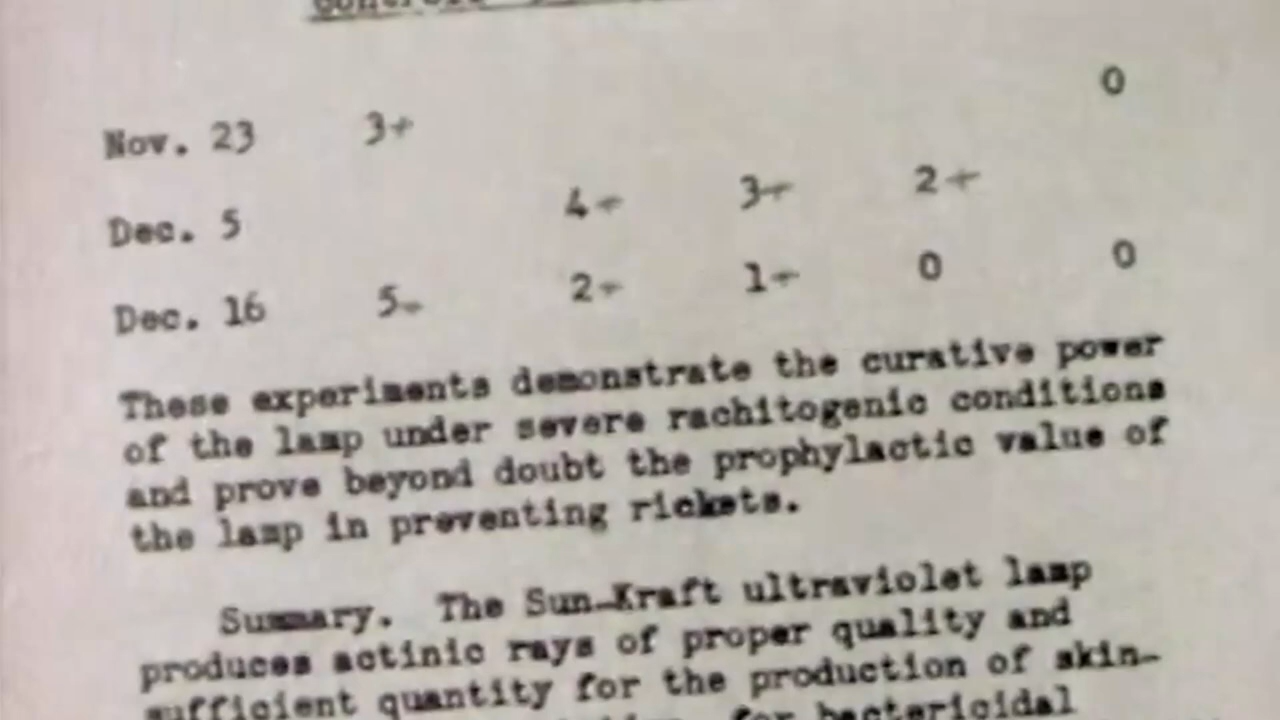 Nov. 23 3+ 0
Dec. 5 4+ 3+ 2+
Dec. 16 5+ 2+ 1+ 0 0
These experiments demonstrate the curative power
of the lamp under severe rachitogenic conditions
and prove beyond doubt the prophylactic value of
the lamp in preventing rickets.
Summary. The Sun-Kraft ultraviolet lamp
produces actinic rays of proper quality and
sufficient quantity for the production of skin-
for bactericidal